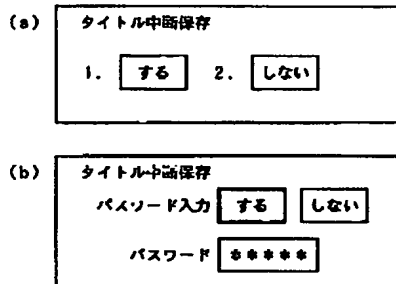 (a) タイトル中断保存
1. する 2. しない
(b) タイトル中断保存
パスワード入力 する しない
パスワード *****